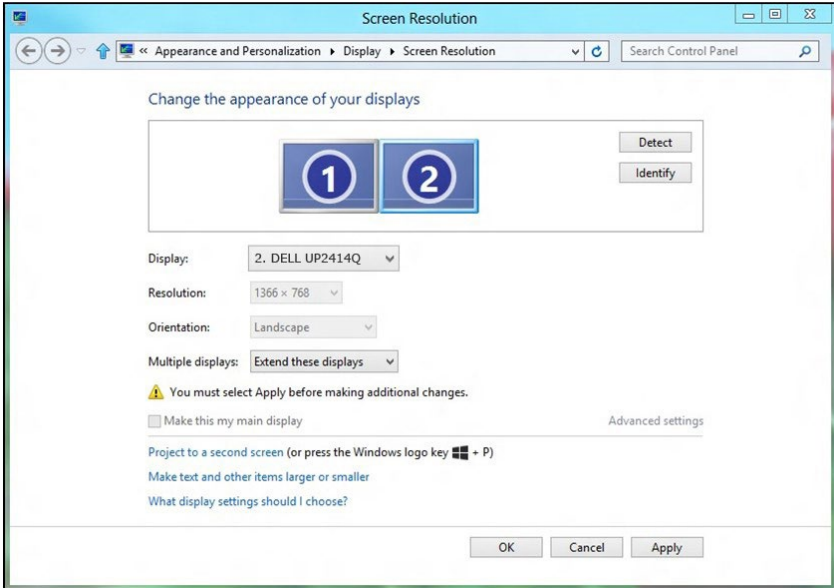 Screen Resolution
« Appearance and Personalization ▸ Display ▸ Screen Resolution
Search Control Panel
Change the appearance of your displays
1 2
Detect
Identify
Display: 2. DELL UP2414Q
Resolution: 1366 × 768
Orientation: Landscape
Multiple displays: Extend these displays
You must select Apply before making additional changes.
Make this my main display Advanced settings
Project to a second screen (or press the Windows logo key + P)
Make text and other items larger or smaller
What display settings should I choose?
OK Cancel Apply